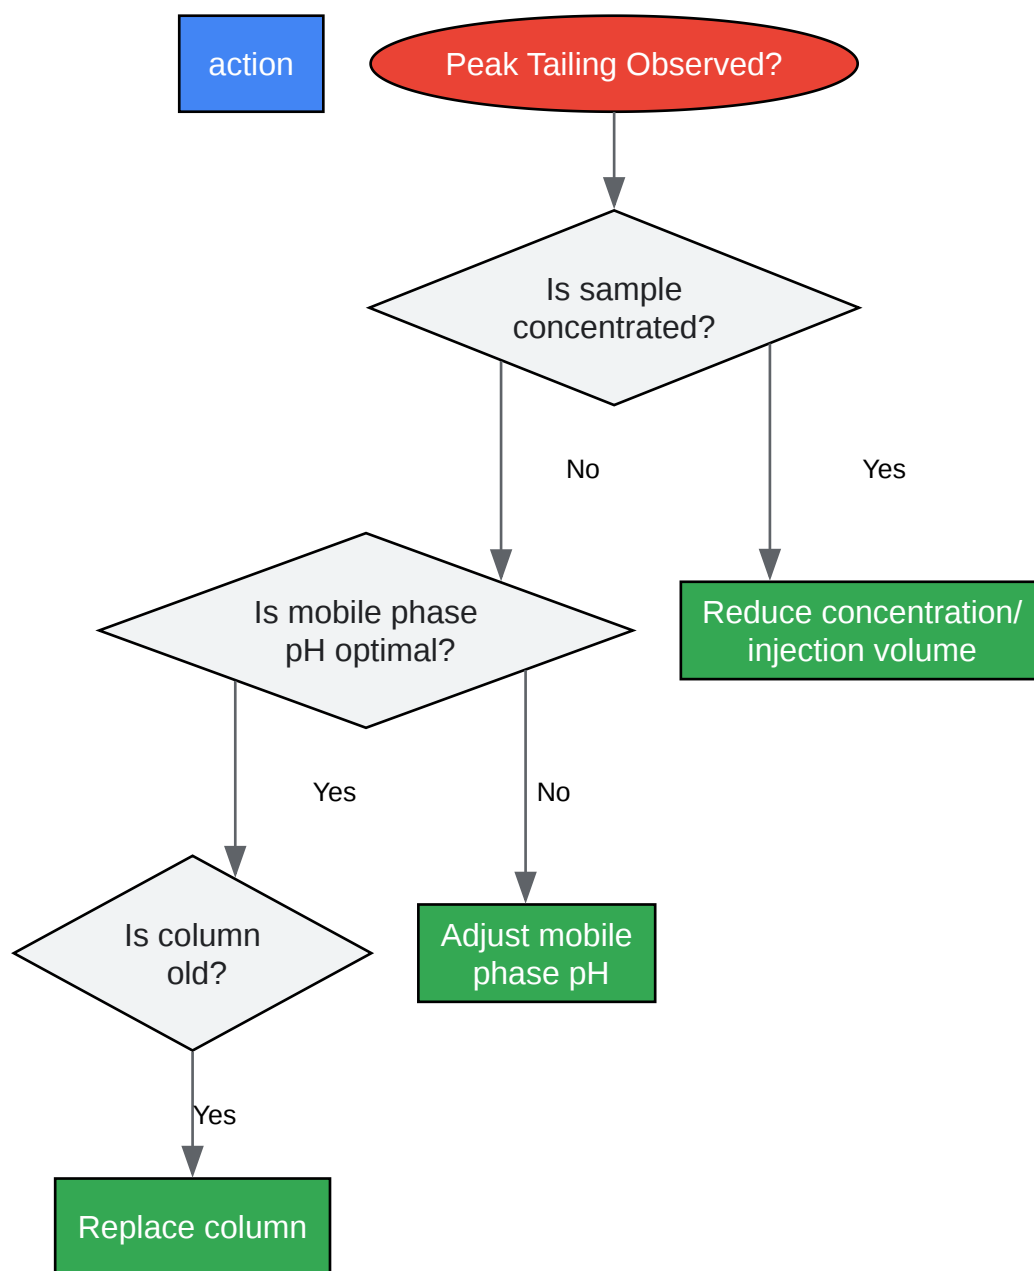 action
Peak Tailing Observed?
Is sample
concentrated?
No
Yes
Is mobile phase
pH optimal?
Reduce concentration/
injection volume
Yes
No
Is column
old?
Adjust mobile
phase pH
Yes
Replace column